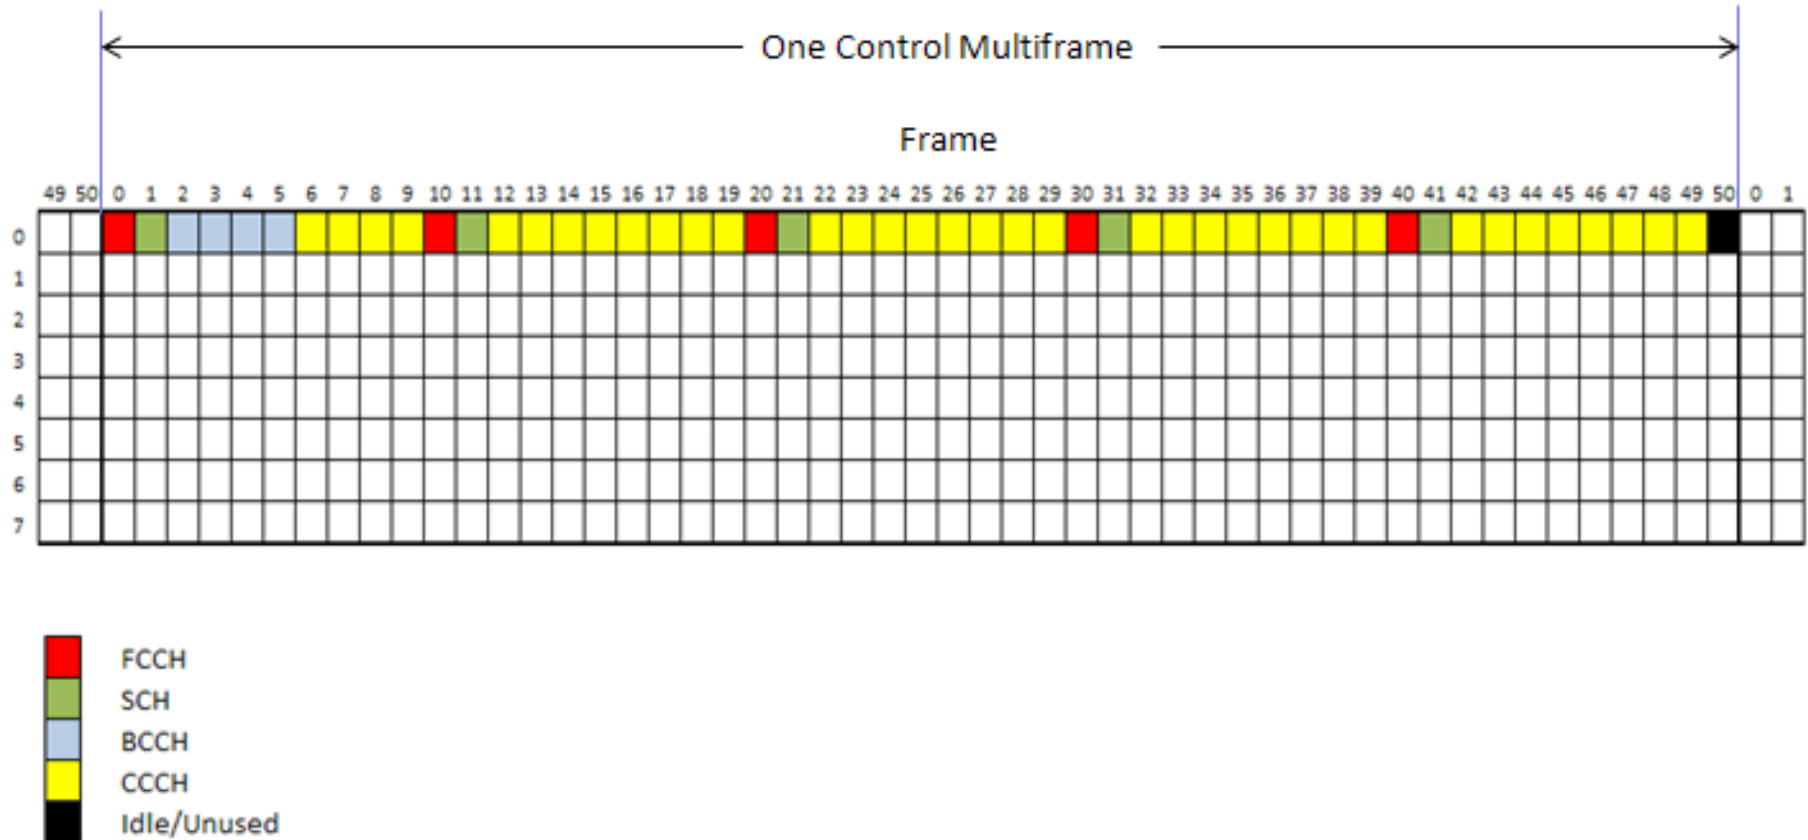 One Control Multiframe
Frame
49 50 0 1 2 3 4 5 6 7 8 9 10 11 12 13 14 15 16 17 18 19 20 21 22 23 24 25 26 27 28 29 30 31 32 33 34 35 36 37 38 39 40 41 42 43 44 45 46 47 48 49 50 0 1
0
1
2
3
4
5
6
7
FCCH
SCH
BCCH
CCCH
Idle/Unused